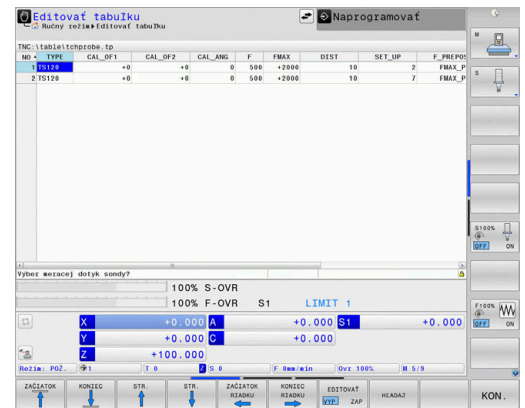 Editovať tabuľku
Naprogramovať
Ručný režim▸Editovať tabuľku
TNC:\table\tchprobe.tp
NO TYPE CAL_OF1 CAL_OF2 CAL_ANG F FMAX DIST SET_UP F_PREPOS
1 TS120 +0 +0 0 500 +2000 10 2 FMAX_P
2 TS120 +0 +0 0 500 +2000 10 7 FMAX_P
Výber meracej dotyk sondy?
100% S-OVR
100% F-OVR S1 LIMIT 1
X +0.000 A +0.000 S1 +0.000
Y +0.000 C +0.000
Z +100.000
Režim: POŽ. 1 T 0 Z S 0 F 0mm/min Ovr 100% M 5/9
M
S
S100%
OFF ON
F100%
OFF ON
ZAČIATOK KONIEC STR. STR. ZAČIATOK RIADKU KONIEC RIADKU EDITOVAŤ VYP ZAP HĽADAJ KON.